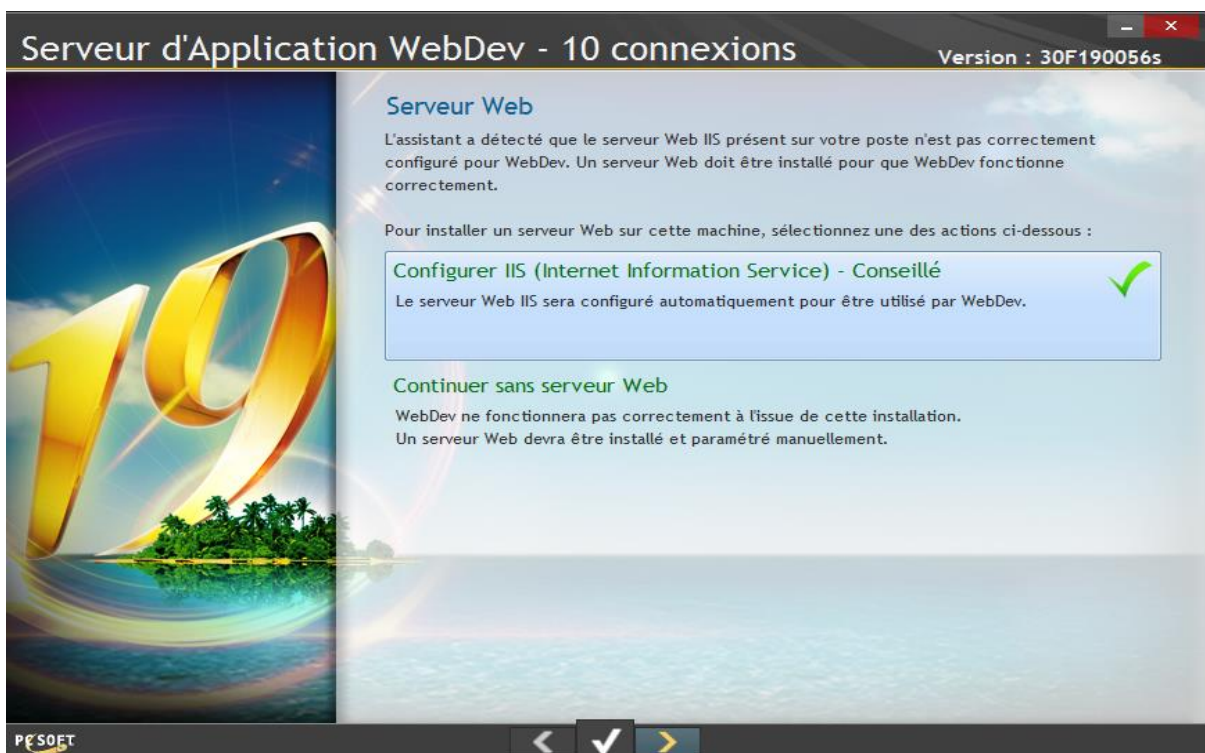 Serveur d'Application WebDev - 10 connexions
Version : 30F190056s
Serveur Web
L'assistant a détecté que le serveur Web IIS présent sur votre poste n'est pas correctement
configuré pour WebDev. Un serveur Web doit être installé pour que WebDev fonctionne
correctement.
Pour installer un serveur Web sur cette machine, sélectionnez une des actions ci-dessous :
Configurer IIS (Internet Information Service) - Conseillé
Le serveur Web IIS sera configuré automatiquement pour être utilisé par WebDev.
Continuer sans serveur Web
WebDev ne fonctionnera pas correctement à l'issue de cette installation.
Un serveur Web devra être installé et paramétré manuellement.
19
PC SOFT